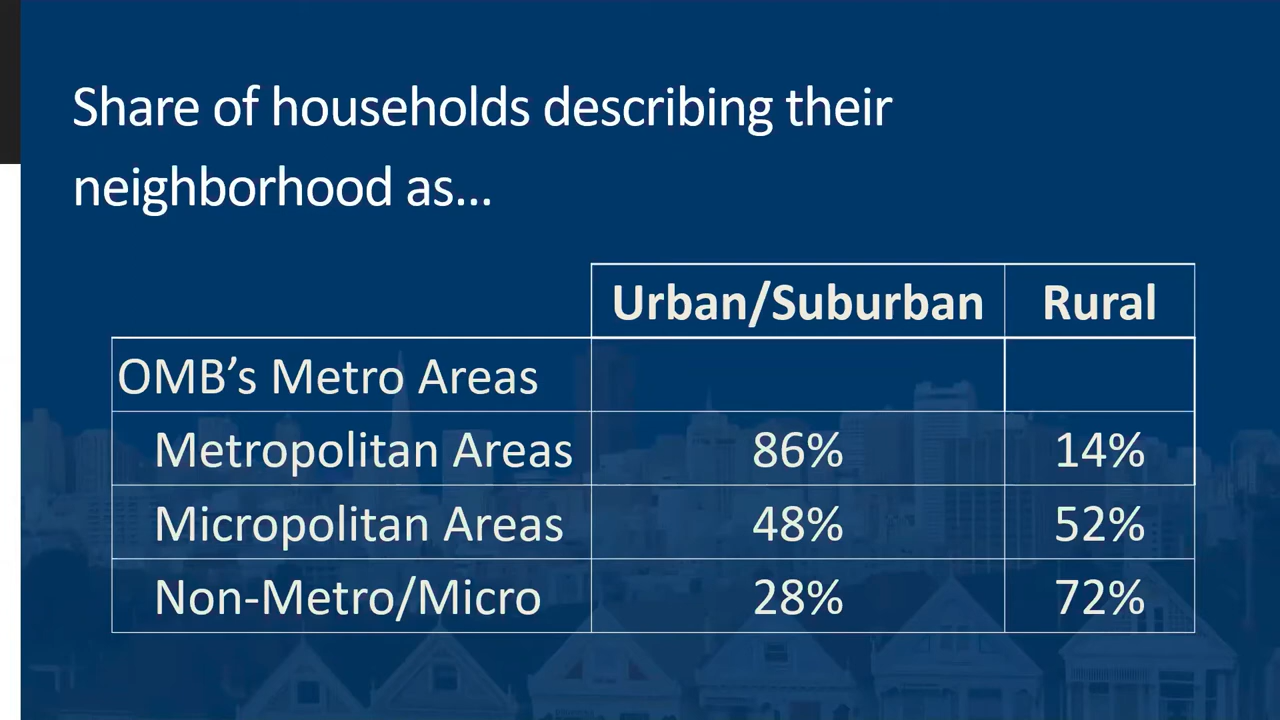 Share of households describing their
neighborhood as...
Urban/Suburban Rural
OMB’s Metro Areas
Metropolitan Areas 86% 14%
Micropolitan Areas 48% 52%
Non-Metro/Micro 28% 72%